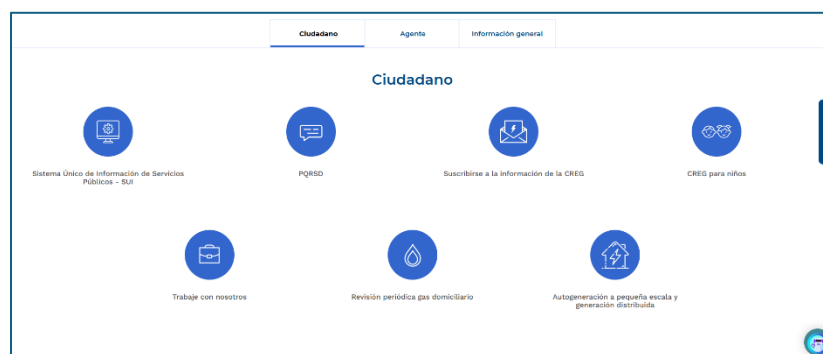 Ciudadano
Agente
Información general
Ciudadano
Sistema Único de Información de Servicios
Públicos - SUI
PQRSD
Suscribirse a la información de la CREG
CREG para niños
Trabaje con nosotros
Revisión periódica gas domiciliario
Autogeneración a pequeña escala y
generación distribuida